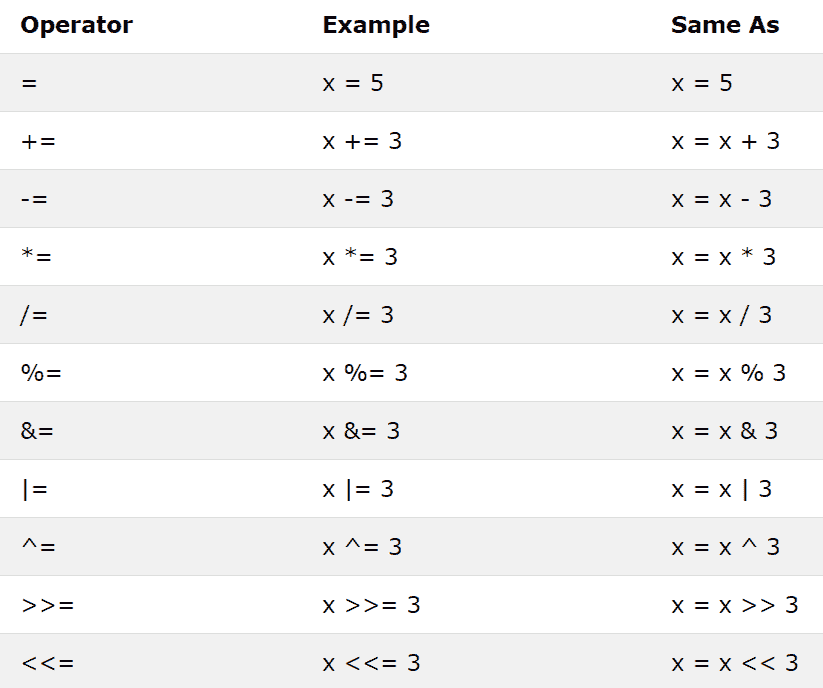 Operator Example Same As
= x = 5 x = 5
+= x += 3 x = x + 3
-= x -= 3 x = x - 3
*= x *= 3 x = x * 3
/= x /= 3 x = x / 3
%= x %= 3 x = x % 3
&= x &= 3 x = x & 3
|= x |= 3 x = x | 3
^= x ^= 3 x = x ^ 3
>>= x >>= 3 x = x >> 3
<<= x <<= 3 x = x << 3